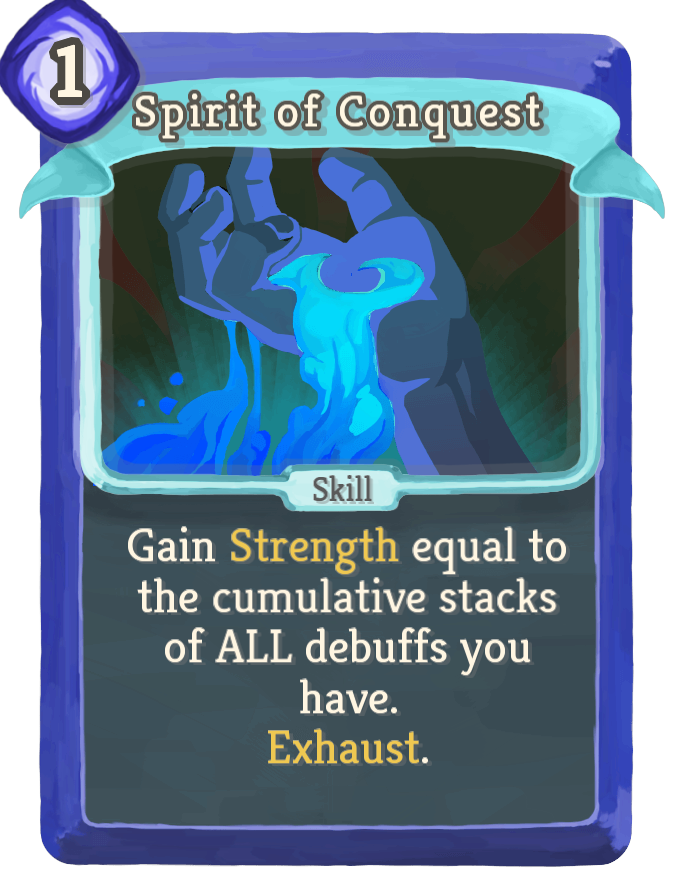 1
Spirit of Conquest
Skill
Gain Strength equal to
the cumulative stacks
of ALL debuffs you
have.
Exhaust.